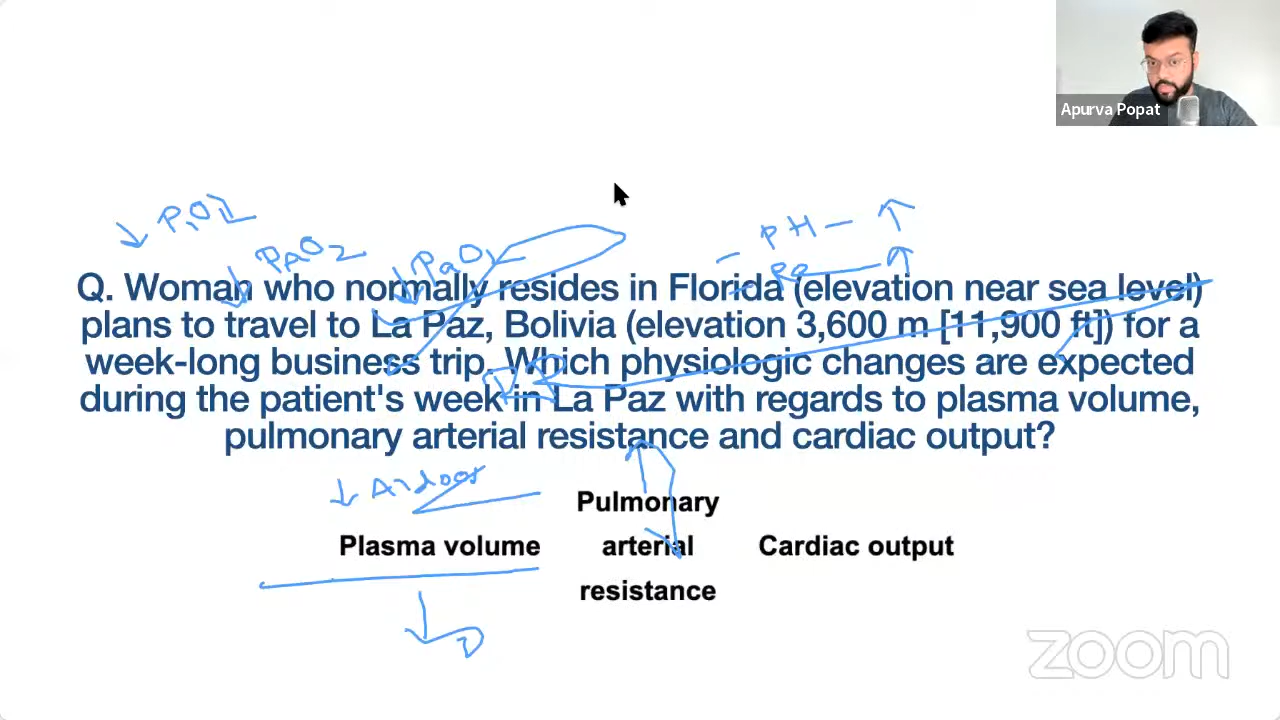 Apurva Popat
↓ PiO2
↓ PAO2
↓ PaO2
- PH - ↑
Q. Woman who normally resides in Florida (elevation near sea level)
plans to travel to La Paz, Bolivia (elevation 3,600 m [11,900 ft]) for a
week-long business trip. Which physiologic changes are expected
during the patient's week in La Paz with regards to plasma volume,
pulmonary arterial resistance and cardiac output?
Pulmonary
Plasma volume arterial Cardiac output
resistance
zoom